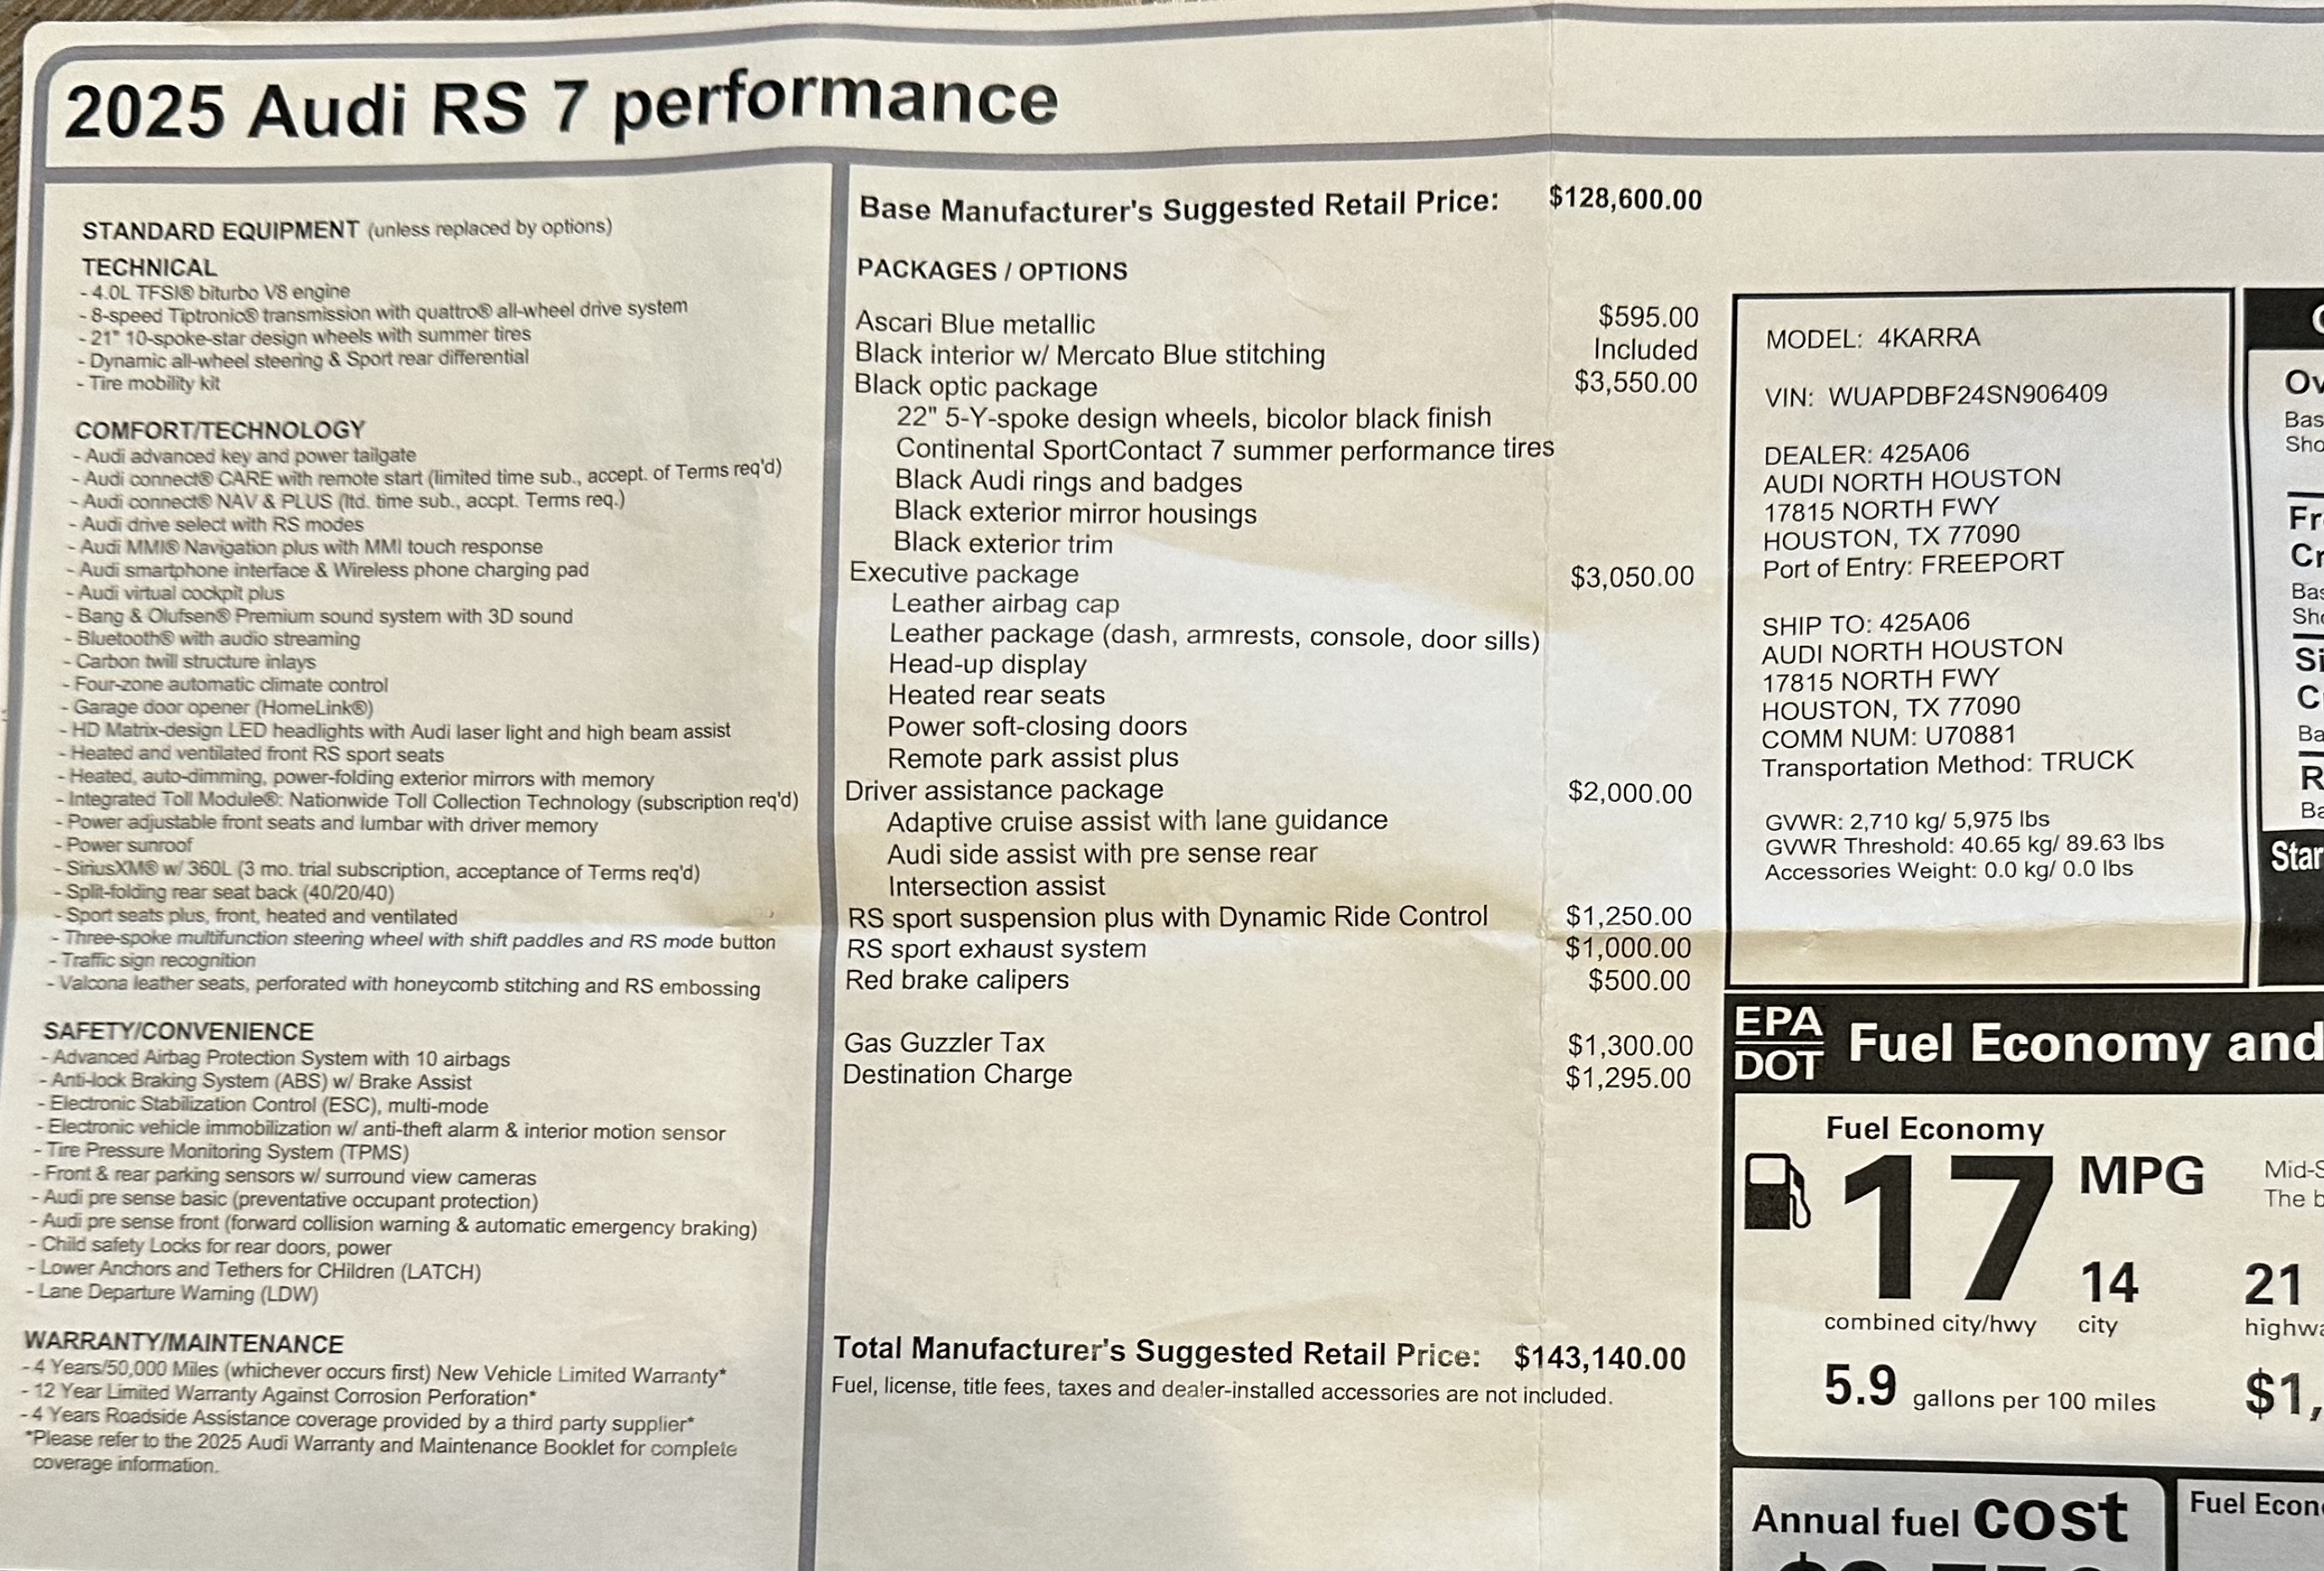 2025 Audi RS 7 performance
STANDARD EQUIPMENT (unless replaced by options)
TECHNICAL
- 4.0L TFSI® biturbo V8 engine
- 8-speed Tiptronic® transmission with quattro® all-wheel drive system
- 21" 10-spoke-star design wheels with summer tires
- Dynamic all-wheel steering & Sport rear differential
- Tire mobility kit
COMFORT/TECHNOLOGY
- Audi advanced key and power tailgate
- Audi connect® CARE with remote start (limited time sub., accept. of Terms req'd)
- Audi connect® NAV & PLUS (ltd. time sub., accpt. Terms req.)
- Audi drive select with RS modes
- Audi MMI® Navigation plus with MMI touch response
- Audi smartphone interface & Wireless phone charging pad
- Audi virtual cockpit plus
- Bang & Olufsen® Premium sound system with 3D sound
- Bluetooth® with audio streaming
- Carbon twill structure inlays
- Four-zone automatic climate control
- Garage door opener (HomeLink®)
- HD Matrix-design LED headlights with Audi laser light and high beam assist
- Heated and ventilated front RS sport seats
- Heated, auto-dimming, power-folding exterior mirrors with memory
- Integrated Toll Module®: Nationwide Toll Collection Technology (subscription req'd)
- Power adjustable front seats and lumbar with driver memory
- Power sunroof
- SiriusXM® w/ 360L (3 mo. trial subscription, acceptance of Terms req'd)
- Split-folding rear seat back (40/20/40)
- Sport seats plus, front, heated and ventilated
- Three-spoke multifunction steering wheel with shift paddles and RS mode button
- Traffic sign recognition
- Valcona leather seats, perforated with honeycomb stitching and RS embossing
SAFETY/CONVENIENCE
- Advanced Airbag Protection System with 10 airbags
- Anti-lock Braking System (ABS) w/ Brake Assist
- Electronic Stabilization Control (ESC), multi-mode
- Electronic vehicle immobilization w/ anti-theft alarm & interior motion sensor
- Tire Pressure Monitoring System (TPMS)
- Front & rear parking sensors w/ surround view cameras
- Audi pre sense basic (preventative occupant protection)
- Audi pre sense front (forward collision warning & automatic emergency braking)
- Child safety Locks for rear doors, power
- Lower Anchors and Tethers for CHildren (LATCH)
- Lane Departure Warning (LDW)
WARRANTY/MAINTENANCE
- 4 Years/50,000 Miles (whichever occurs first) New Vehicle Limited Warranty*
- 12 Year Limited Warranty Against Corrosion Perforation*
- 4 Years Roadside Assistance coverage provided by a third party supplier*
*Please refer to the 2025 Audi Warranty and Maintenance Booklet for complete
coverage information.
Base Manufacturer's Suggested Retail Price: $128,600.00
PACKAGES / OPTIONS
Ascari Blue metallic $595.00
Black interior w/ Mercato Blue stitching Included
Black optic package $3,550.00
22" 5-Y-spoke design wheels, bicolor black finish
Continental SportContact 7 summer performance tires
Black Audi rings and badges
Black exterior mirror housings
Black exterior trim
Executive package $3,050.00
Leather airbag cap
Leather package (dash, armrests, console, door sills)
Head-up display
Heated rear seats
Power soft-closing doors
Remote park assist plus
Driver assistance package $2,000.00
Adaptive cruise assist with lane guidance
Audi side assist with pre sense rear
Intersection assist
RS sport suspension plus with Dynamic Ride Control $1,250.00
RS sport exhaust system $1,000.00
Red brake calipers $500.00
Gas Guzzler Tax $1,300.00
Destination Charge $1,295.00
Total Manufacturer's Suggested Retail Price: $143,140.00
Fuel, license, title fees, taxes and dealer-installed accessories are not included.
MODEL: 4KARRA
VIN: WUAPDBF24SN906409
DEALER: 425A06
AUDI NORTH HOUSTON
17815 NORTH FWY
HOUSTON, TX 77090
Port of Entry: FREEPORT
SHIP TO: 425A06
AUDI NORTH HOUSTON
17815 NORTH FWY
HOUSTON, TX 77090
COMM NUM: U70881
Transportation Method: TRUCK
GVWR: 2,710 kg/ 5,975 lbs
GVWR Threshold: 40.65 kg/ 89.63 lbs
Accessories Weight: 0.0 kg/ 0.0 lbs
EPA
DOT
Fuel Economy and
Fuel Economy
17 MPG
The
14
21
combined city/hwy
city
5.9 gallons per 100 miles
Annual fuel cost
Fuel